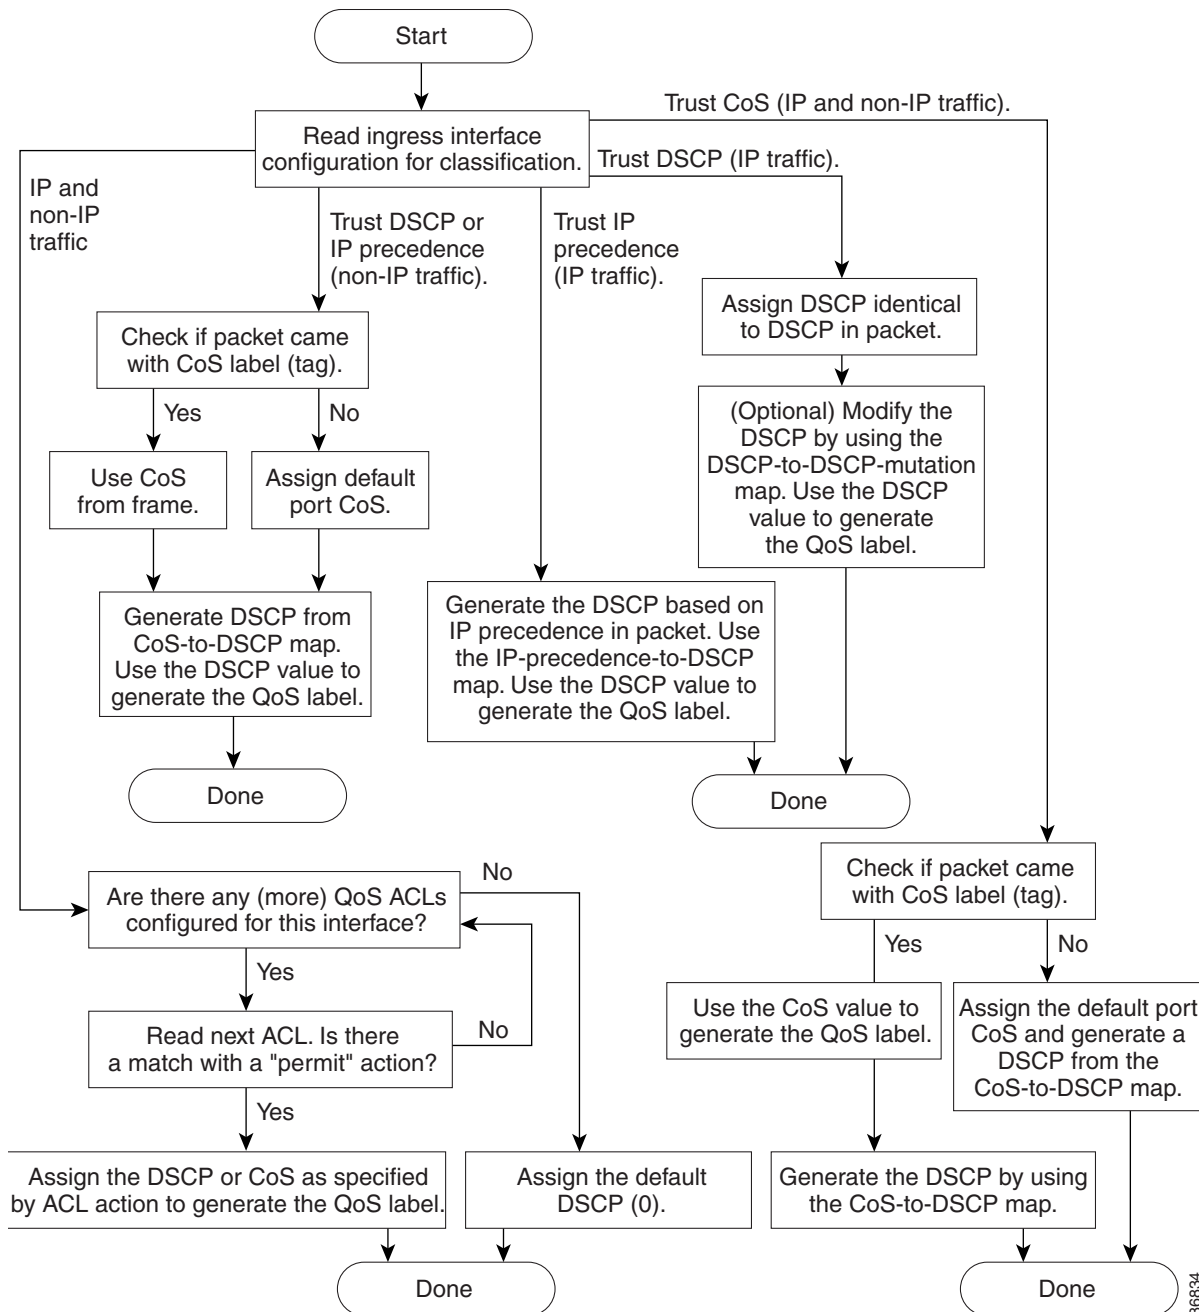 Start
Trust CoS (IP and non-IP traffic).
Read ingress interface
configuration for classification.
Trust DSCP (IP traffic).
IP and
non-IP
traffic
Trust DSCP or
IP precedence
(non-IP traffic).
Trust IP
precedence
(IP traffic).
Assign DSCP identical
to DSCP in packet.
Check if packet came
with CoS label (tag).
Yes
No
(Optional) Modify the
DSCP by using the
DSCP-to-DSCP-mutation
map. Use the DSCP
value to generate
the QoS label.
Use CoS
from frame.
Assign default
port CoS.
Generate DSCP from
CoS-to-DSCP map.
Use the DSCP value to
generate the QoS label.
Generate the DSCP based on
IP precedence in packet. Use
the IP-precedence-to-DSCP
map. Use the DSCP value to
generate the QoS label.
Done
Done
Check if packet came
with CoS label (tag).
Are there any (more) QoS ACLs
configured for this interface?
No
Yes
Yes
No
Read next ACL. Is there
a match with a "permit" action?
No
Use the CoS value to
generate the QoS label.
Assign the default port
CoS and generate a
DSCP from the
CoS-to-DSCP map.
Yes
Assign the DSCP or CoS as specified
by ACL action to generate the QoS label.
Assign the default
DSCP (0).
Generate the DSCP by using
the CoS-to-DSCP map.
Done
Done
86834